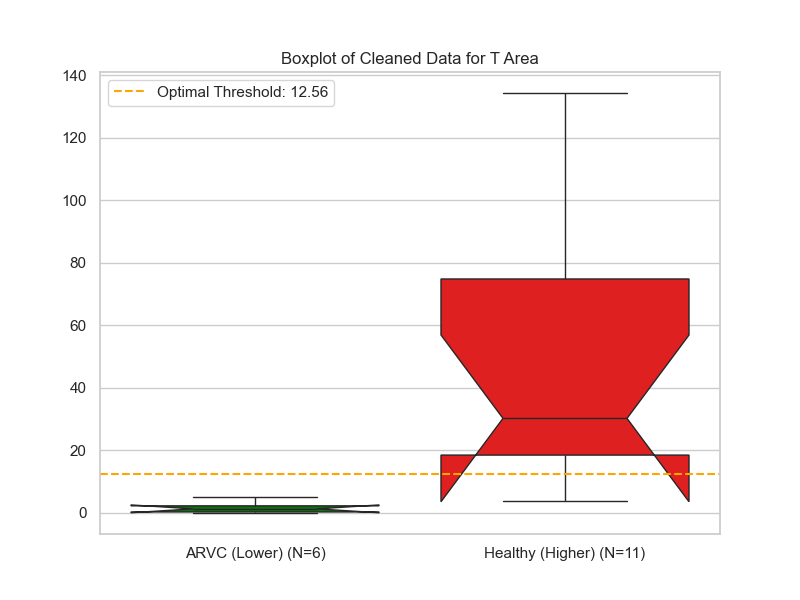 Boxplot of Cleaned Data for T Area
Optimal Threshold: 12.56
140
120
100
80
60
40
20
0
ARVC (Lower) (N=6)
Healthy (Higher) (N=11)